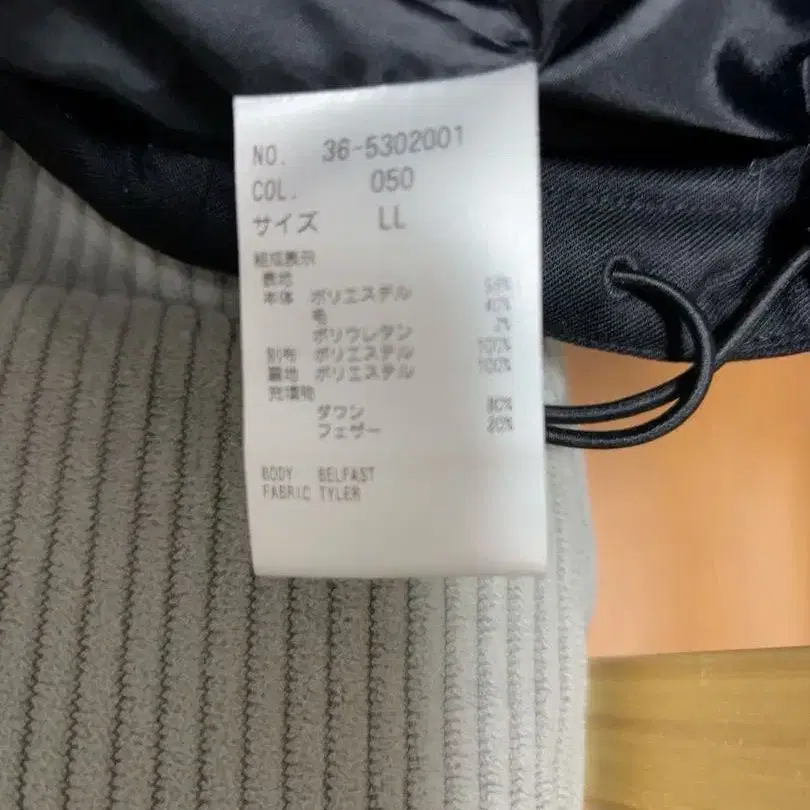 NO. 36-5302001
COL. 050
サイズ LL
組成表示
表地
本体 ポリエステル 58%
毛 40%
ポリウレタン 2%
別布 ポリエステル 100%
裏地 ポリエステル 100%
充填物
ダウン 80%
フェザー 20%
BODY BELFAST
FABRIC TYLER